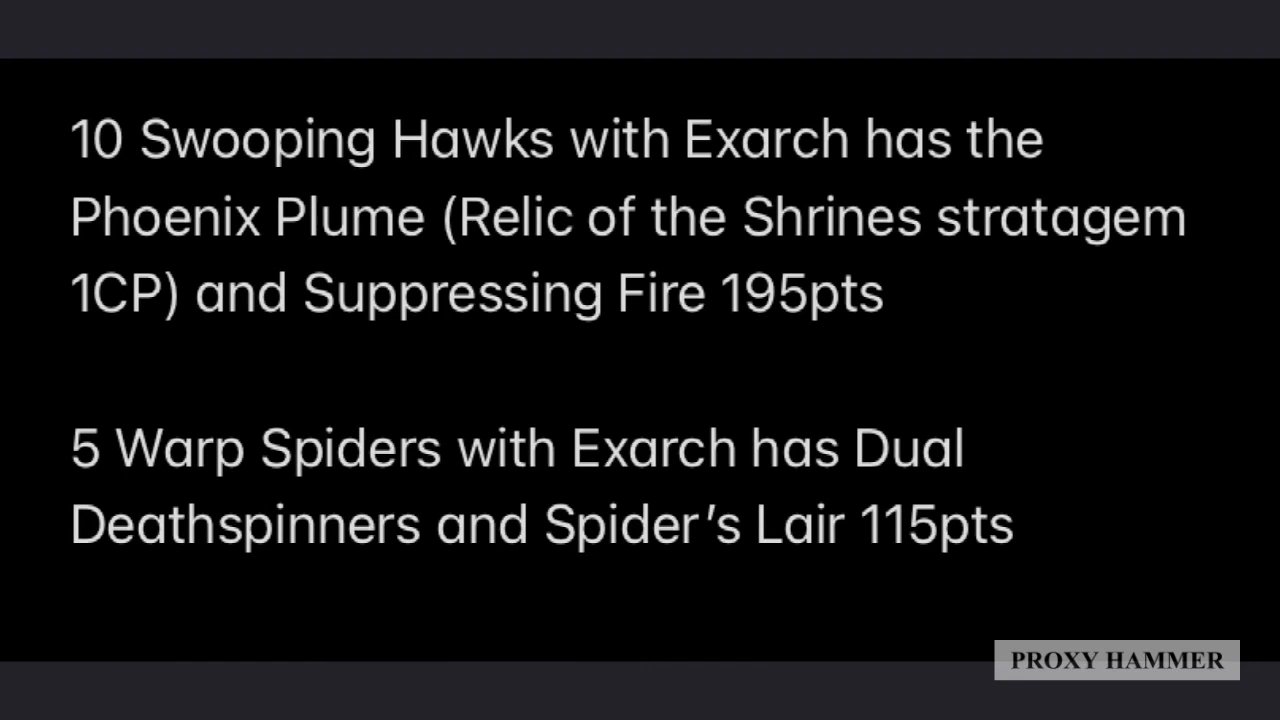 10 Swooping Hawks with Exarch has the
Phoenix Plume (Relic of the Shrines stratagem
1CP) and Suppressing Fire 195pts
5 Warp Spiders with Exarch has Dual
Deathspinners and Spider’s Lair 115pts
PROXY HAMMER